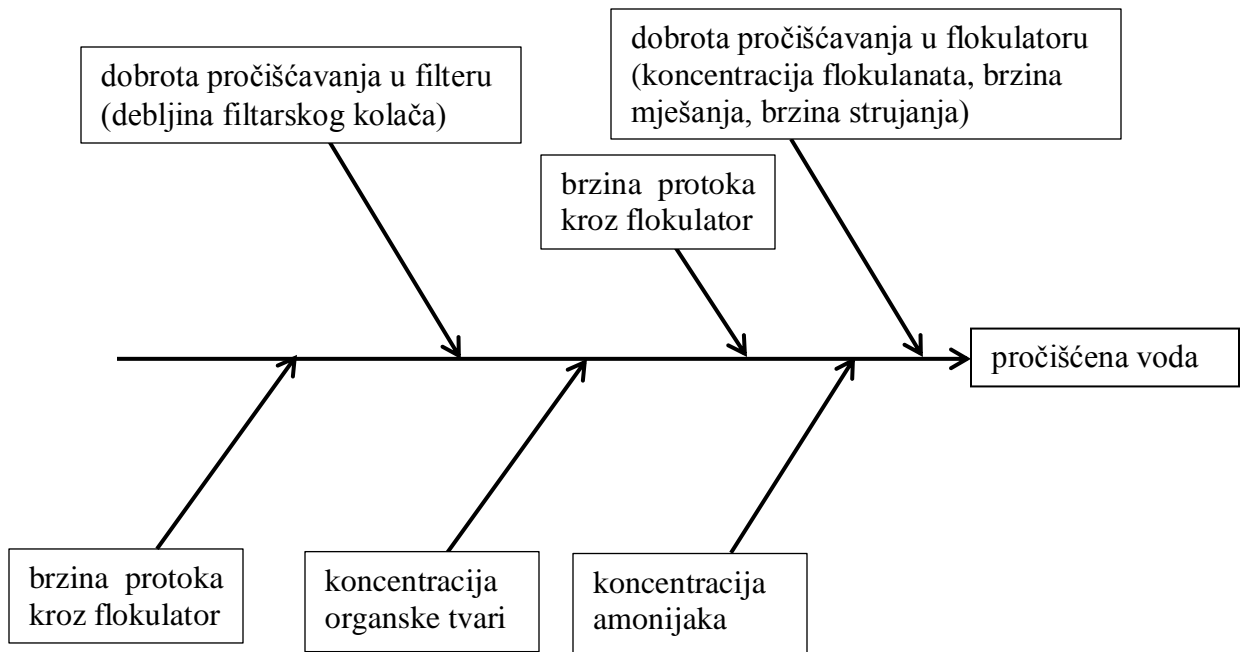 dobrota pročišćavanja u filteru
(debljina filtarskog kolača)
dobrota pročišćavanja u flokulatoru
(koncentracija flokulanata, brzina
mješanja, brzina strujanja)
brzina protoka
kroz flokulator
pročišćena voda
brzina protoka
kroz flokulator
koncentracija
organske tvari
koncentracija
amonijaka